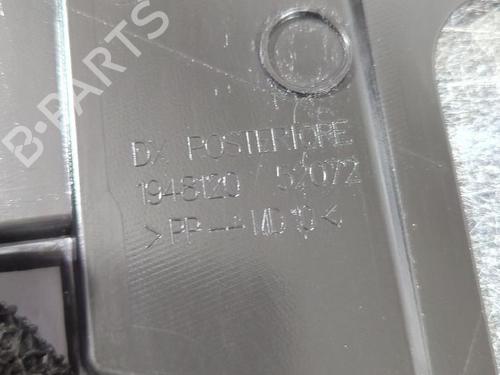 B-PARTS
DX POSTERIORE
1948120 / 52072
>PP--MD10<